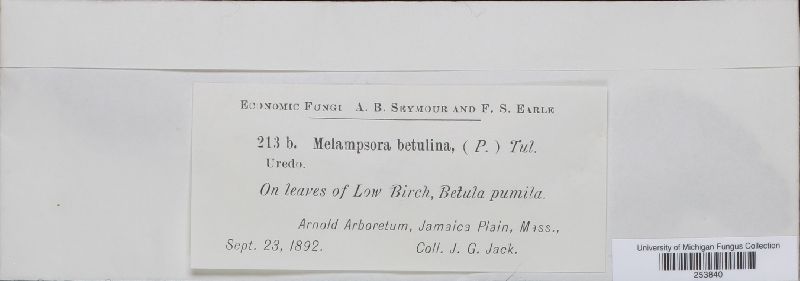 Economic Fungi A. B. Seymour and F. S. Earle
213 b. Melampsora betulina, ( P. ) Tul.
Uredo.
On leaves of Low Birch, Betula pumila.
Arnold Arboretum, Jamaica Plain, Mass.,
Sept. 23, 1892. Coll. J. G. Jack.
University of Michigan Fungus Collection
253840